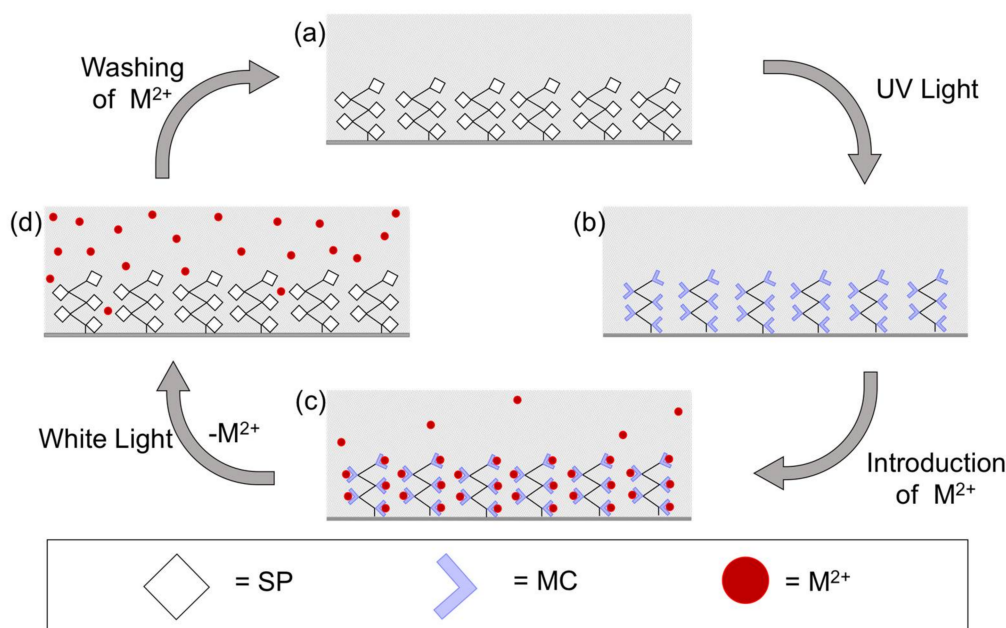 (a)
Washing
of M²⁺
UV Light
(d)
(b)
(c)
White Light
-M²⁺
Introduction
of M²⁺
= SP
= MC
= M²⁺